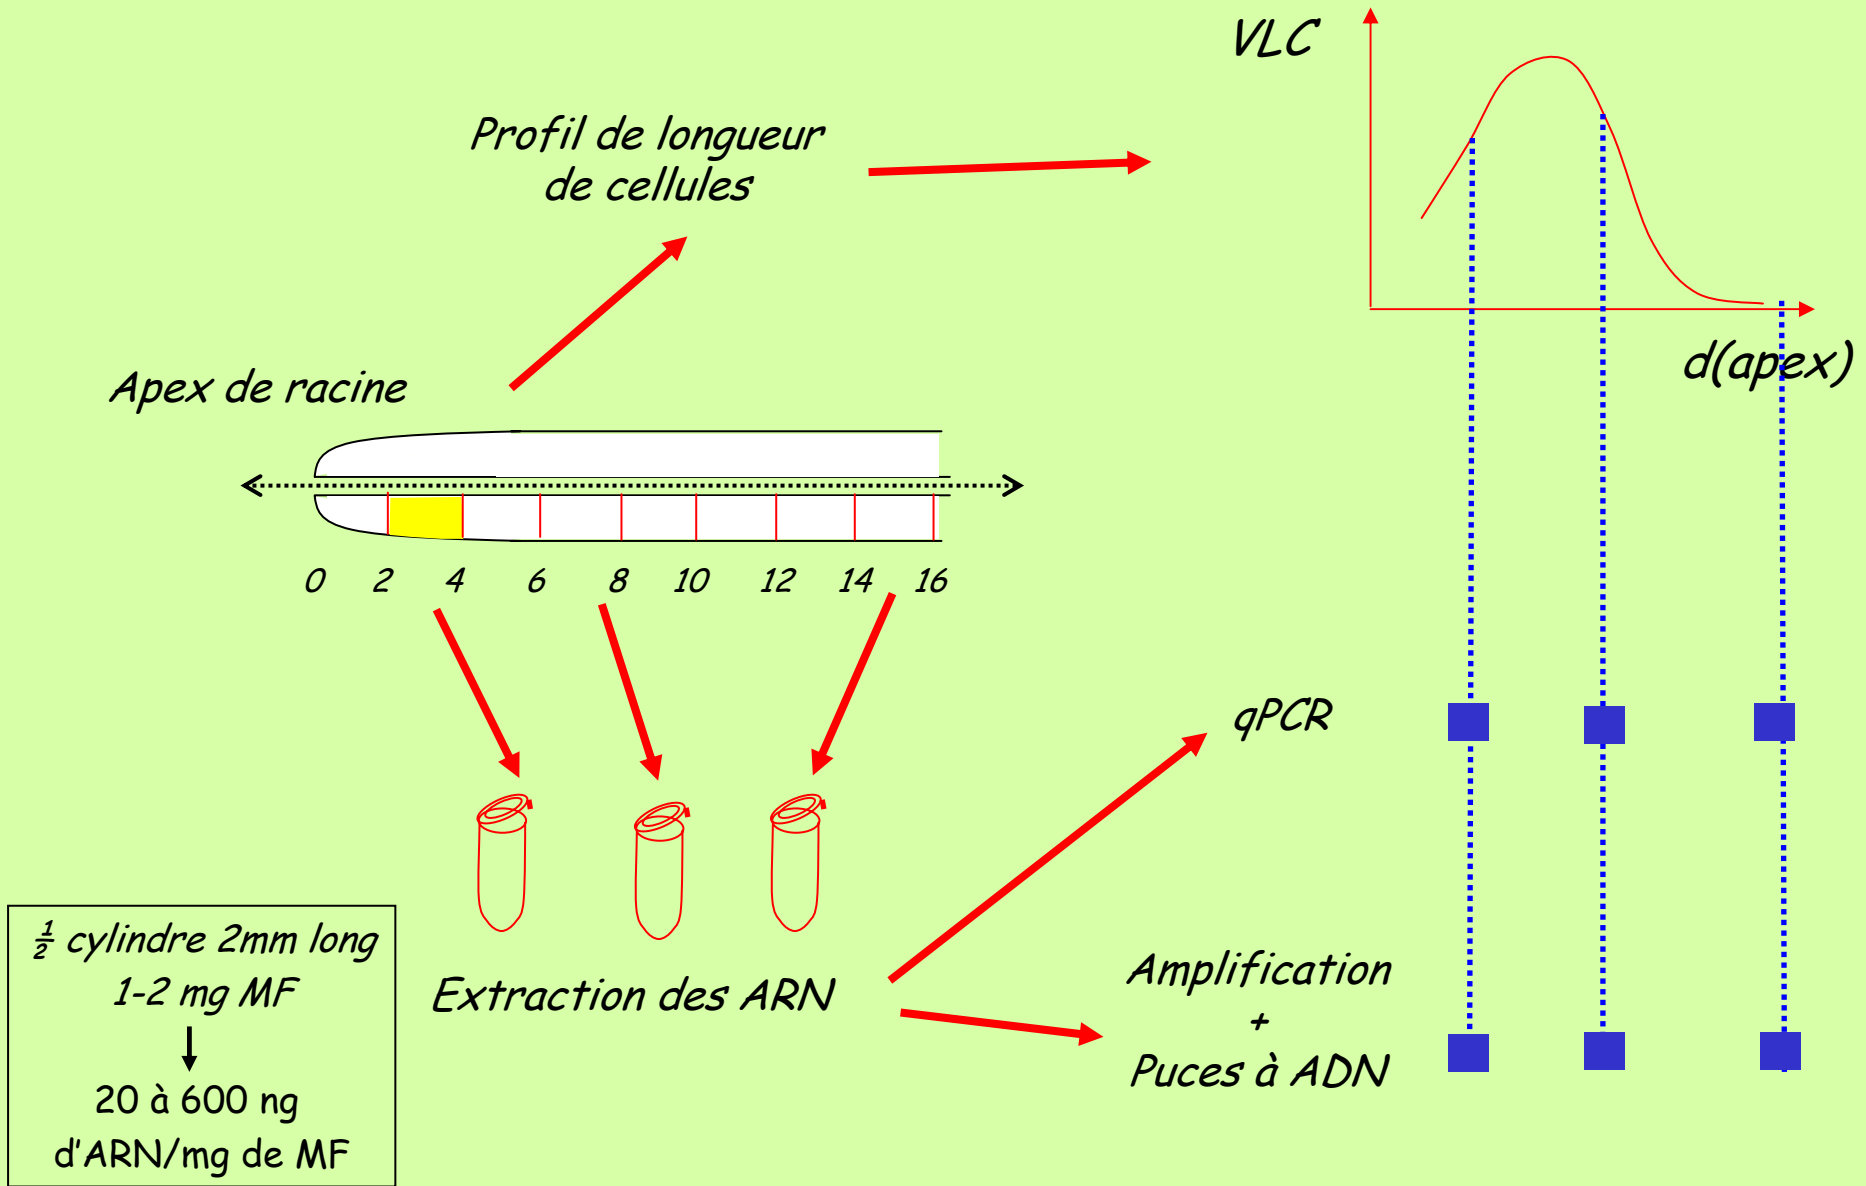 VLC
Profil de longueur
de cellules
d(apex)
Apex de racine
0 2 4 6 8 10 12 14 16
qPCR
½ cylindre 2mm long
1-2 mg MF
20 à 600 ng
d'ARN/mg de MF
Extraction des ARN
Amplification
+
Puces à ADN